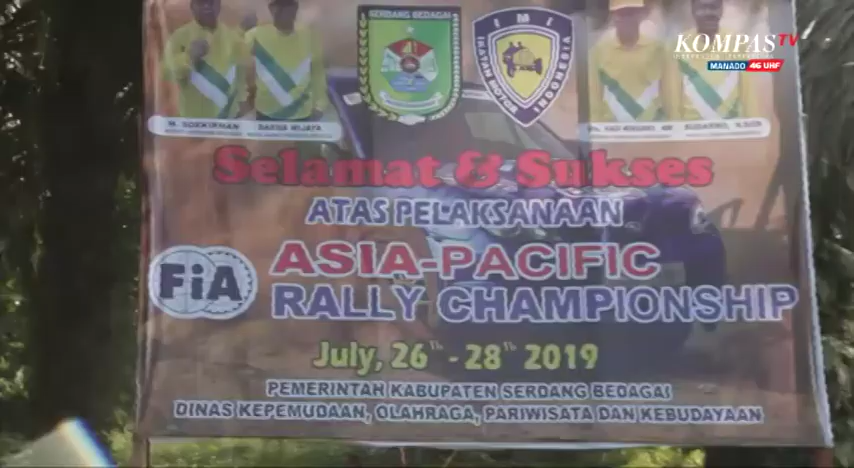 KOMPAS TV
MANADO 46 UHF
SERDANG BEDAGAI
IMI
IKATAN MOTOR INDONESIA
Selamat & Sukses
ATAS PELAKSANAAN
FiA
ASIA-PACIFIC
RALLY CHAMPIONSHIP
July, 26th - 28th 2019
PEMERINTAH KABUPATEN SERDANG BEDAGAI
DINAS KEPEMUDAAN, OLAHRAGA, PARIWISATA DAN KEBUDAYAAN